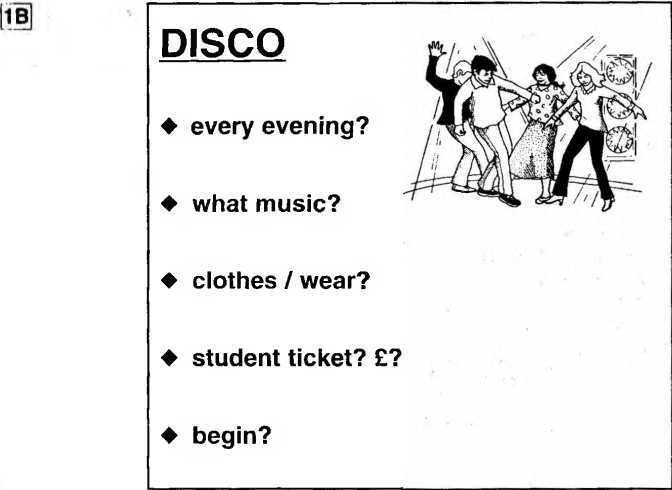 1B
DISCO
◆ every evening?
◆ what music?
◆ clothes / wear?
◆ student ticket? £?
◆ begin?